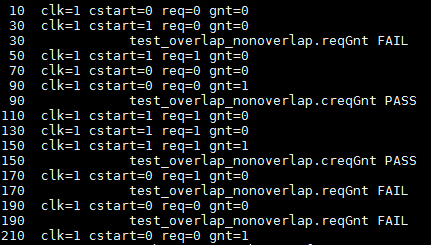 10 clk=1 cstart=0 req=0 gnt=0
30 clk=1 cstart=0 req=0 gnt=0
30 test_overlap_nonoverlap.reqGnt FAIL
50 clk=1 cstart=1 req=1 gnt=0
70 clk=1 cstart=0 req=0 gnt=0
90 clk=1 cstart=0 req=0 gnt=1
90 test_overlap_nonoverlap.creqGnt PASS
110 clk=1 cstart=1 req=1 gnt=0
130 clk=1 cstart=1 req=0 gnt=0
150 clk=1 cstart=1 req=1 gnt=1
150 test_overlap_nonoverlap.creqGnt PASS
170 clk=1 cstart=0 req=1 gnt=0
170 test_overlap_nonoverlap.reqGnt FAIL
190 clk=1 cstart=0 req=0 gnt=0
190 test_overlap_nonoverlap.reqGnt FAIL
210 clk=1 cstart=0 req=0 gnt=1